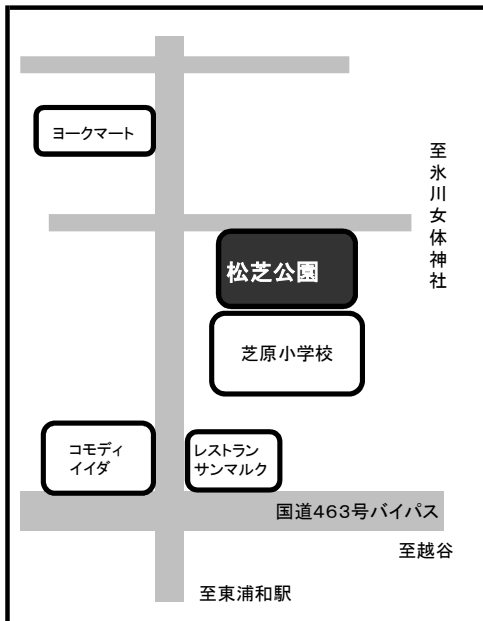 ヨークマート
至氷川女体神社
松芝公園
芝原小学校
コモディ
イイダ
レストラン
サンマルク
国道463号バイパス
至越谷
至東浦和駅